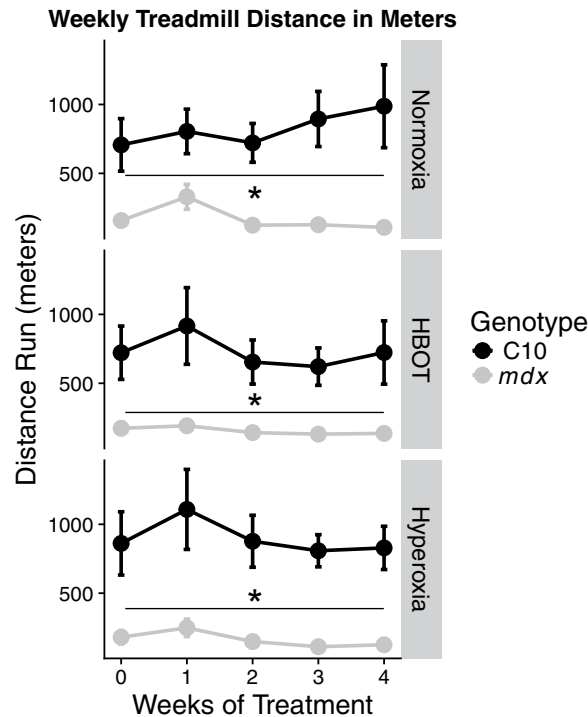 Weekly Treadmill Distance in Meters
Distance Run (meters)
1000
500
*
Normoxia
1000
500
*
HBOT
1000
500
*
Hyperoxia
0 1 2 3 4
Weeks of Treatment
Genotype
C10
mdx